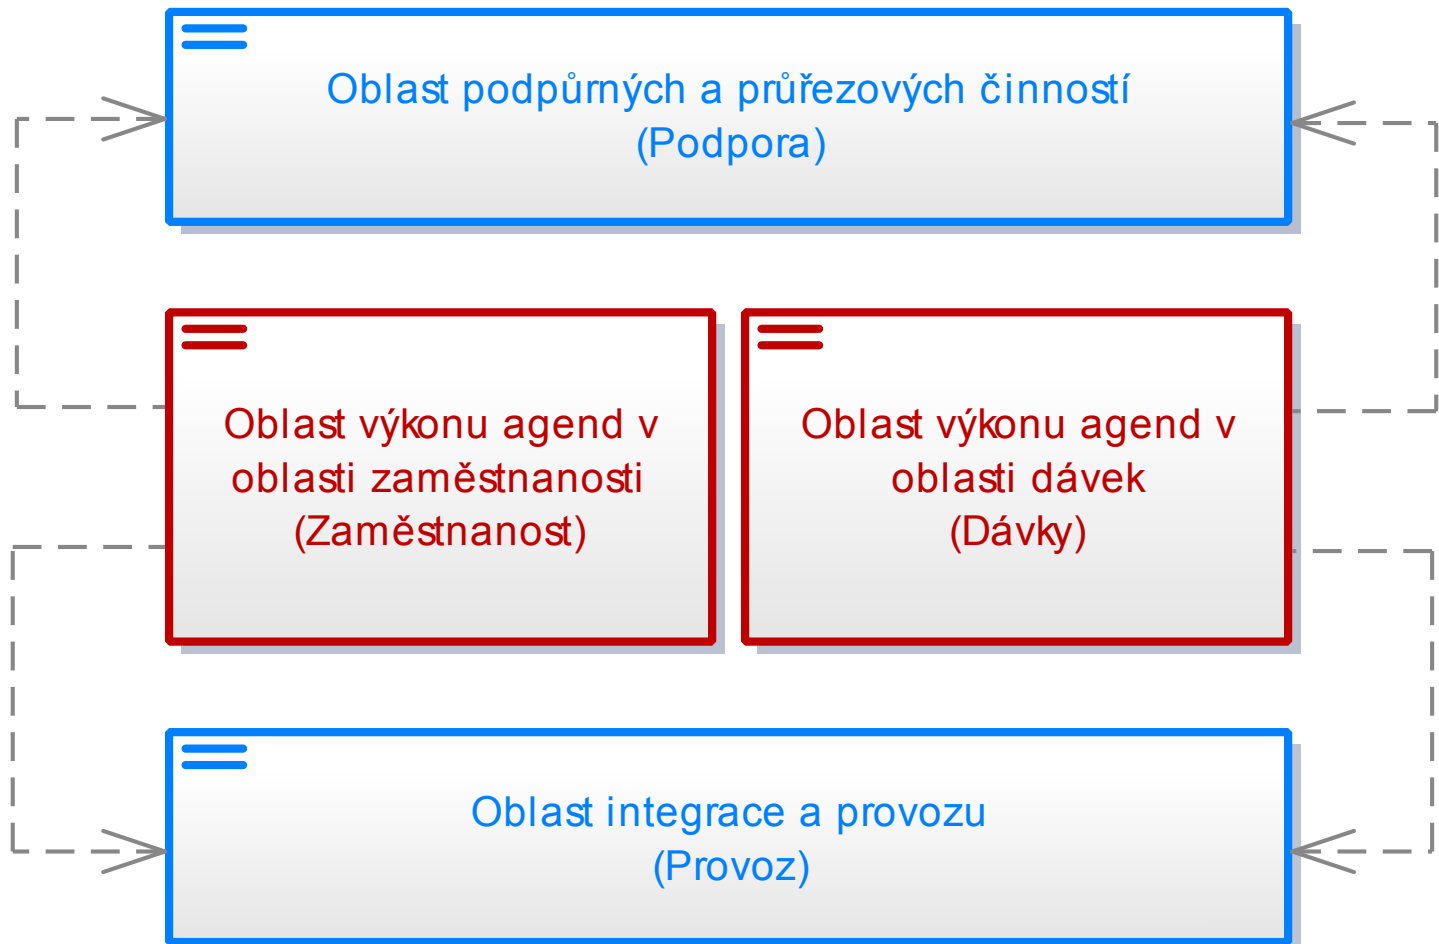 Oblast podpůrných a průřezových činností
(Podpora)
Oblast výkonu agend v
oblasti zaměstnanosti
(Zaměstnanost)
Oblast výkonu agend v
oblasti dávek
(Dávky)
Oblast integrace a provozu
(Provoz)